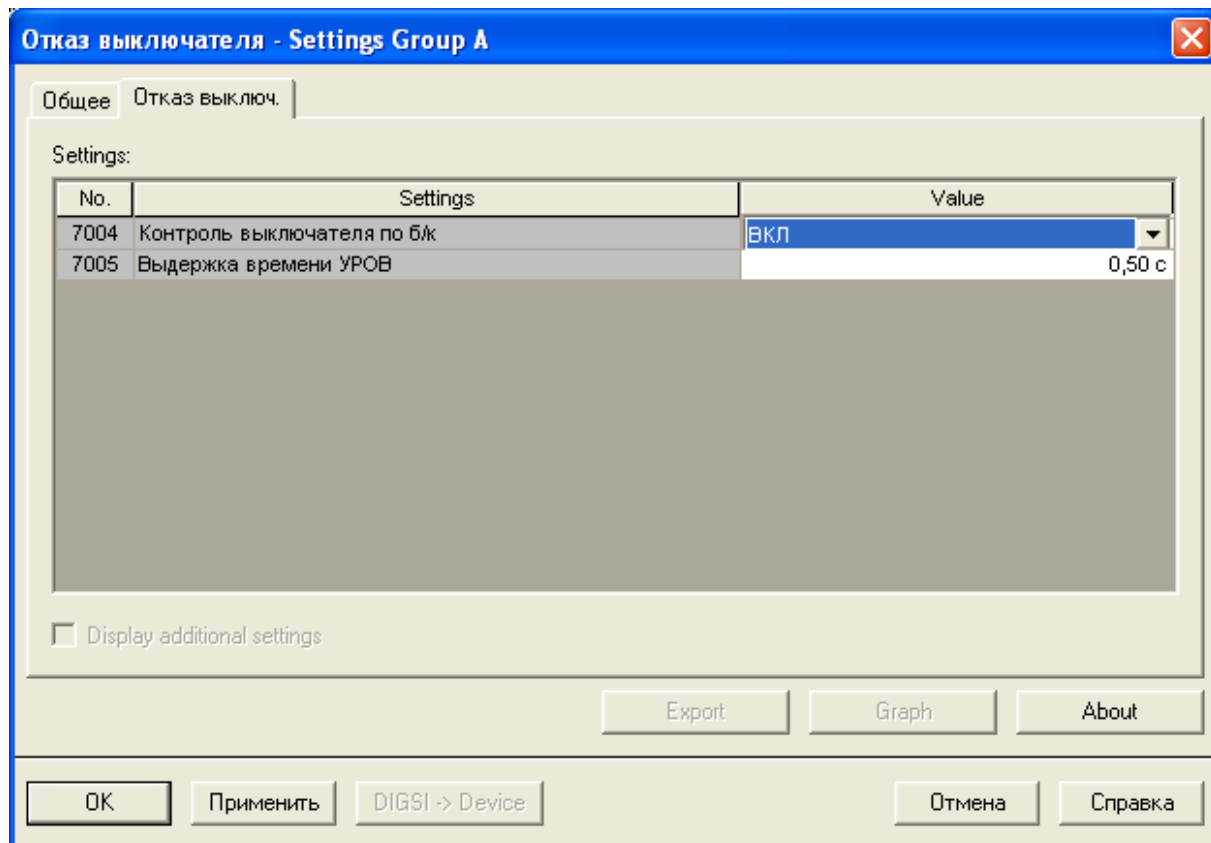 Отказ выключателя - Settings Group A
Общее Отказ выключ.
Settings:
No. Settings Value
7004 Контроль выключателя по б/к ВКЛ
7005 Выдержка времени УРОВ 0,50 с
Display additional settings
Export Graph About
OK Применить DIGSI -> Device Отмена Справка